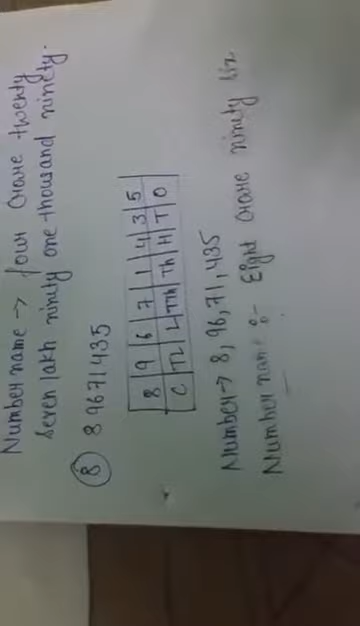 Number name → four crore twenty
seven lakh ninety one thousand ninety.
8 89671435
8 9 6 7 1 4 3 5
C TL L TTh Th H T O
Number → 8,96,71,435
Number name :- Eight crore ninety six